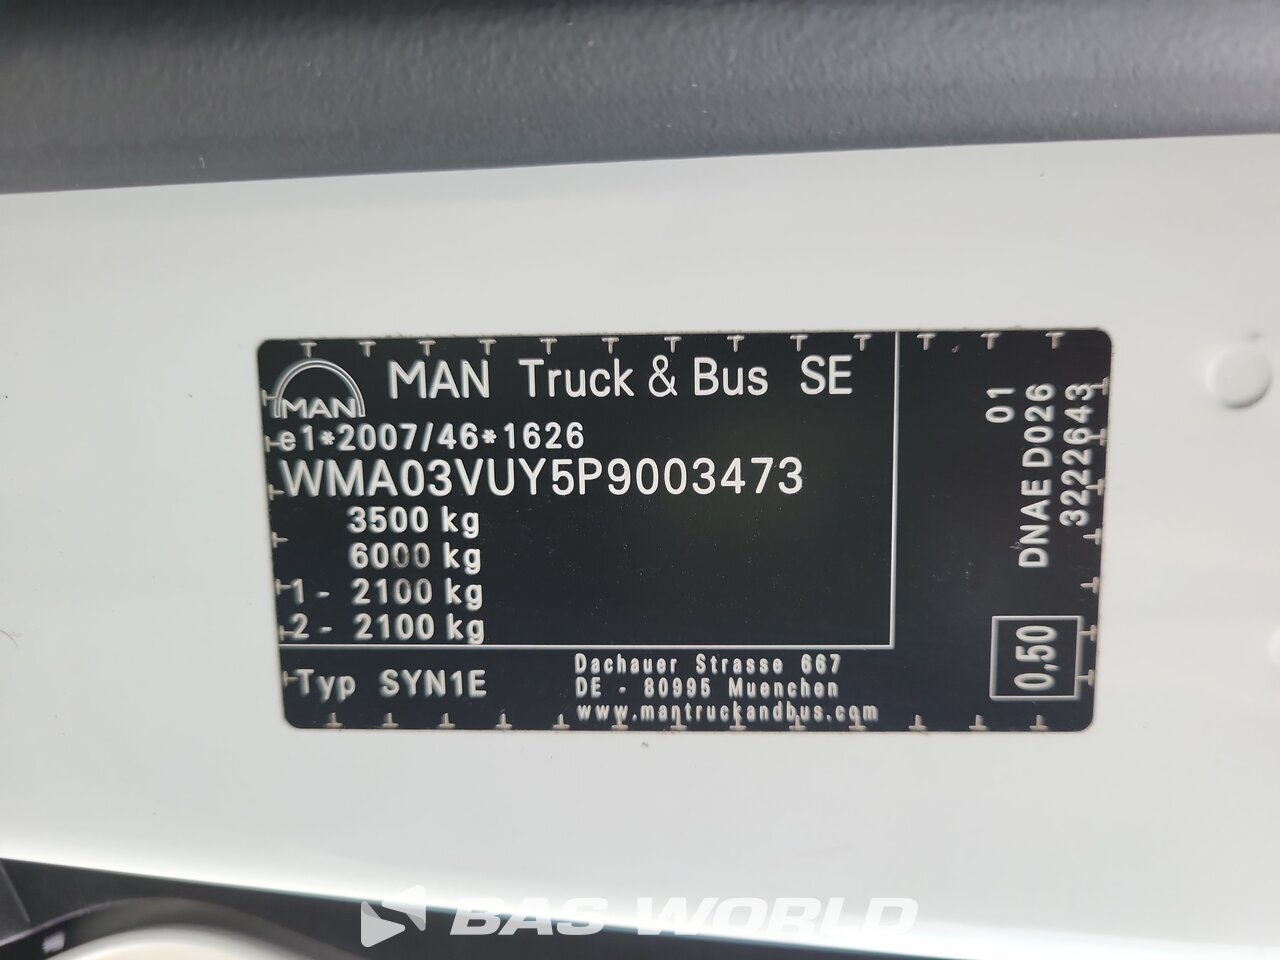 MAN
MAN Truck & Bus SE
e1*2007/46*1626
WMA03VUY5P9003473
3500 kg
6000 kg
1 - 2100 kg
2 - 2100 kg
Typ SYN1E
Dachauer Strasse 667
DE - 80995 Muenchen
www.mantruckandbus.com
01
DNAE D026
3222643
0,50
BAS WORLD